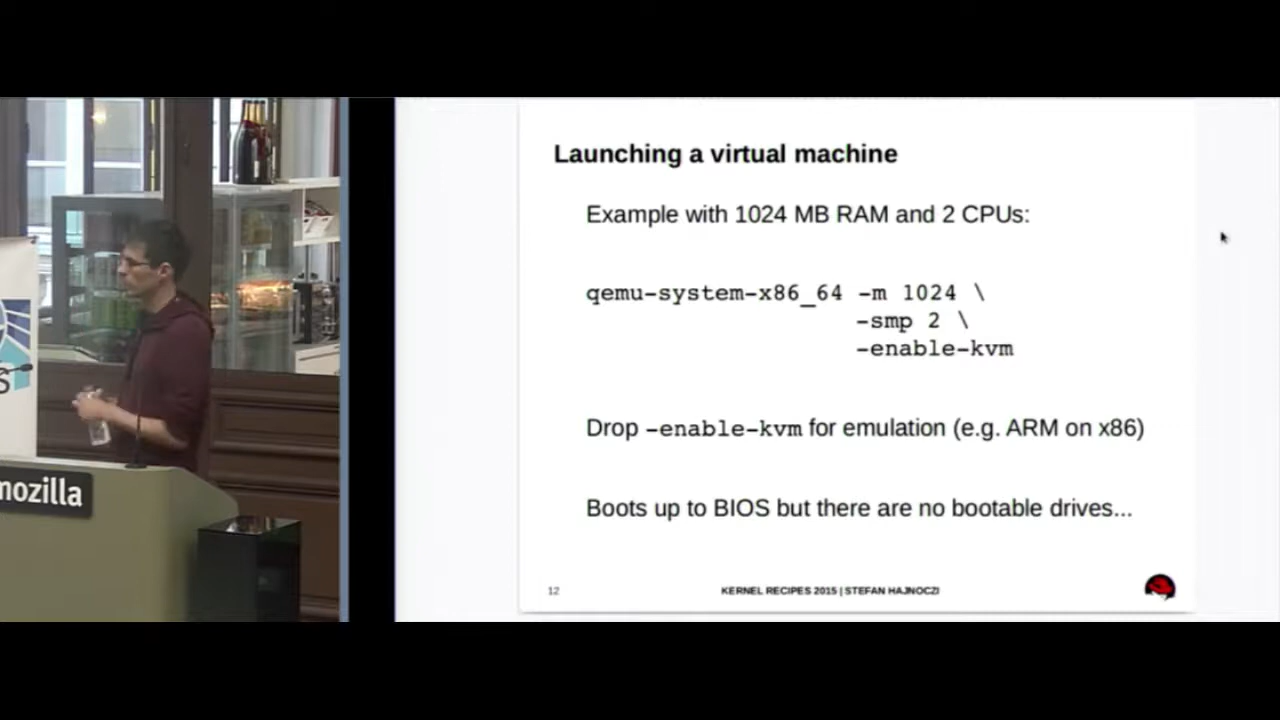 Launching a virtual machine
Example with 1024 MB RAM and 2 CPUs:
qemu-system-x86_64 -m 1024 \
-smp 2 \
-enable-kvm
Drop -enable-kvm for emulation (e.g. ARM on x86)
Boots up to BIOS but there are no bootable drives...
12
KERNEL RECIPES 2015 | STEFAN HAJNOCZI
mozilla